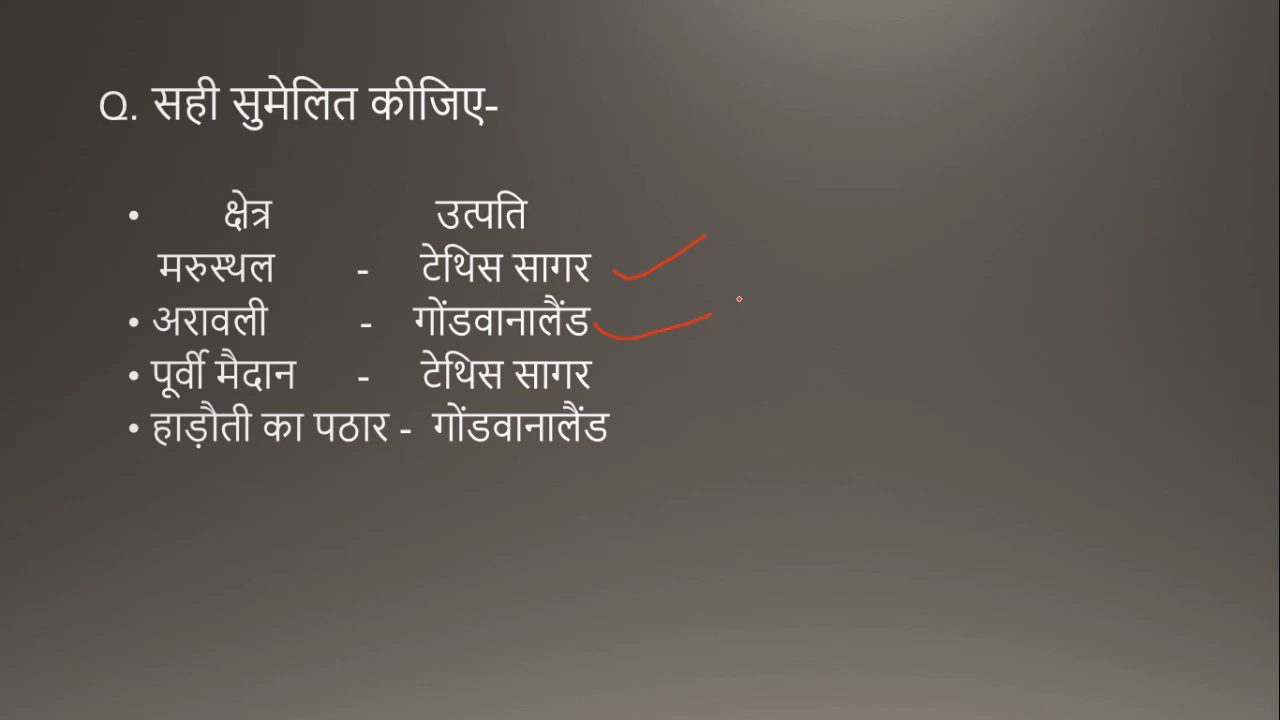 Q. सही सुमेलित कीजिए-
• क्षेत्र उत्पति
मरुस्थल - टेथिस सागर
• अरावली - गोंडवानालैंड
• पूर्वी मैदान - टेथिस सागर
• हाड़ौती का पठार - गोंडवानालैंड